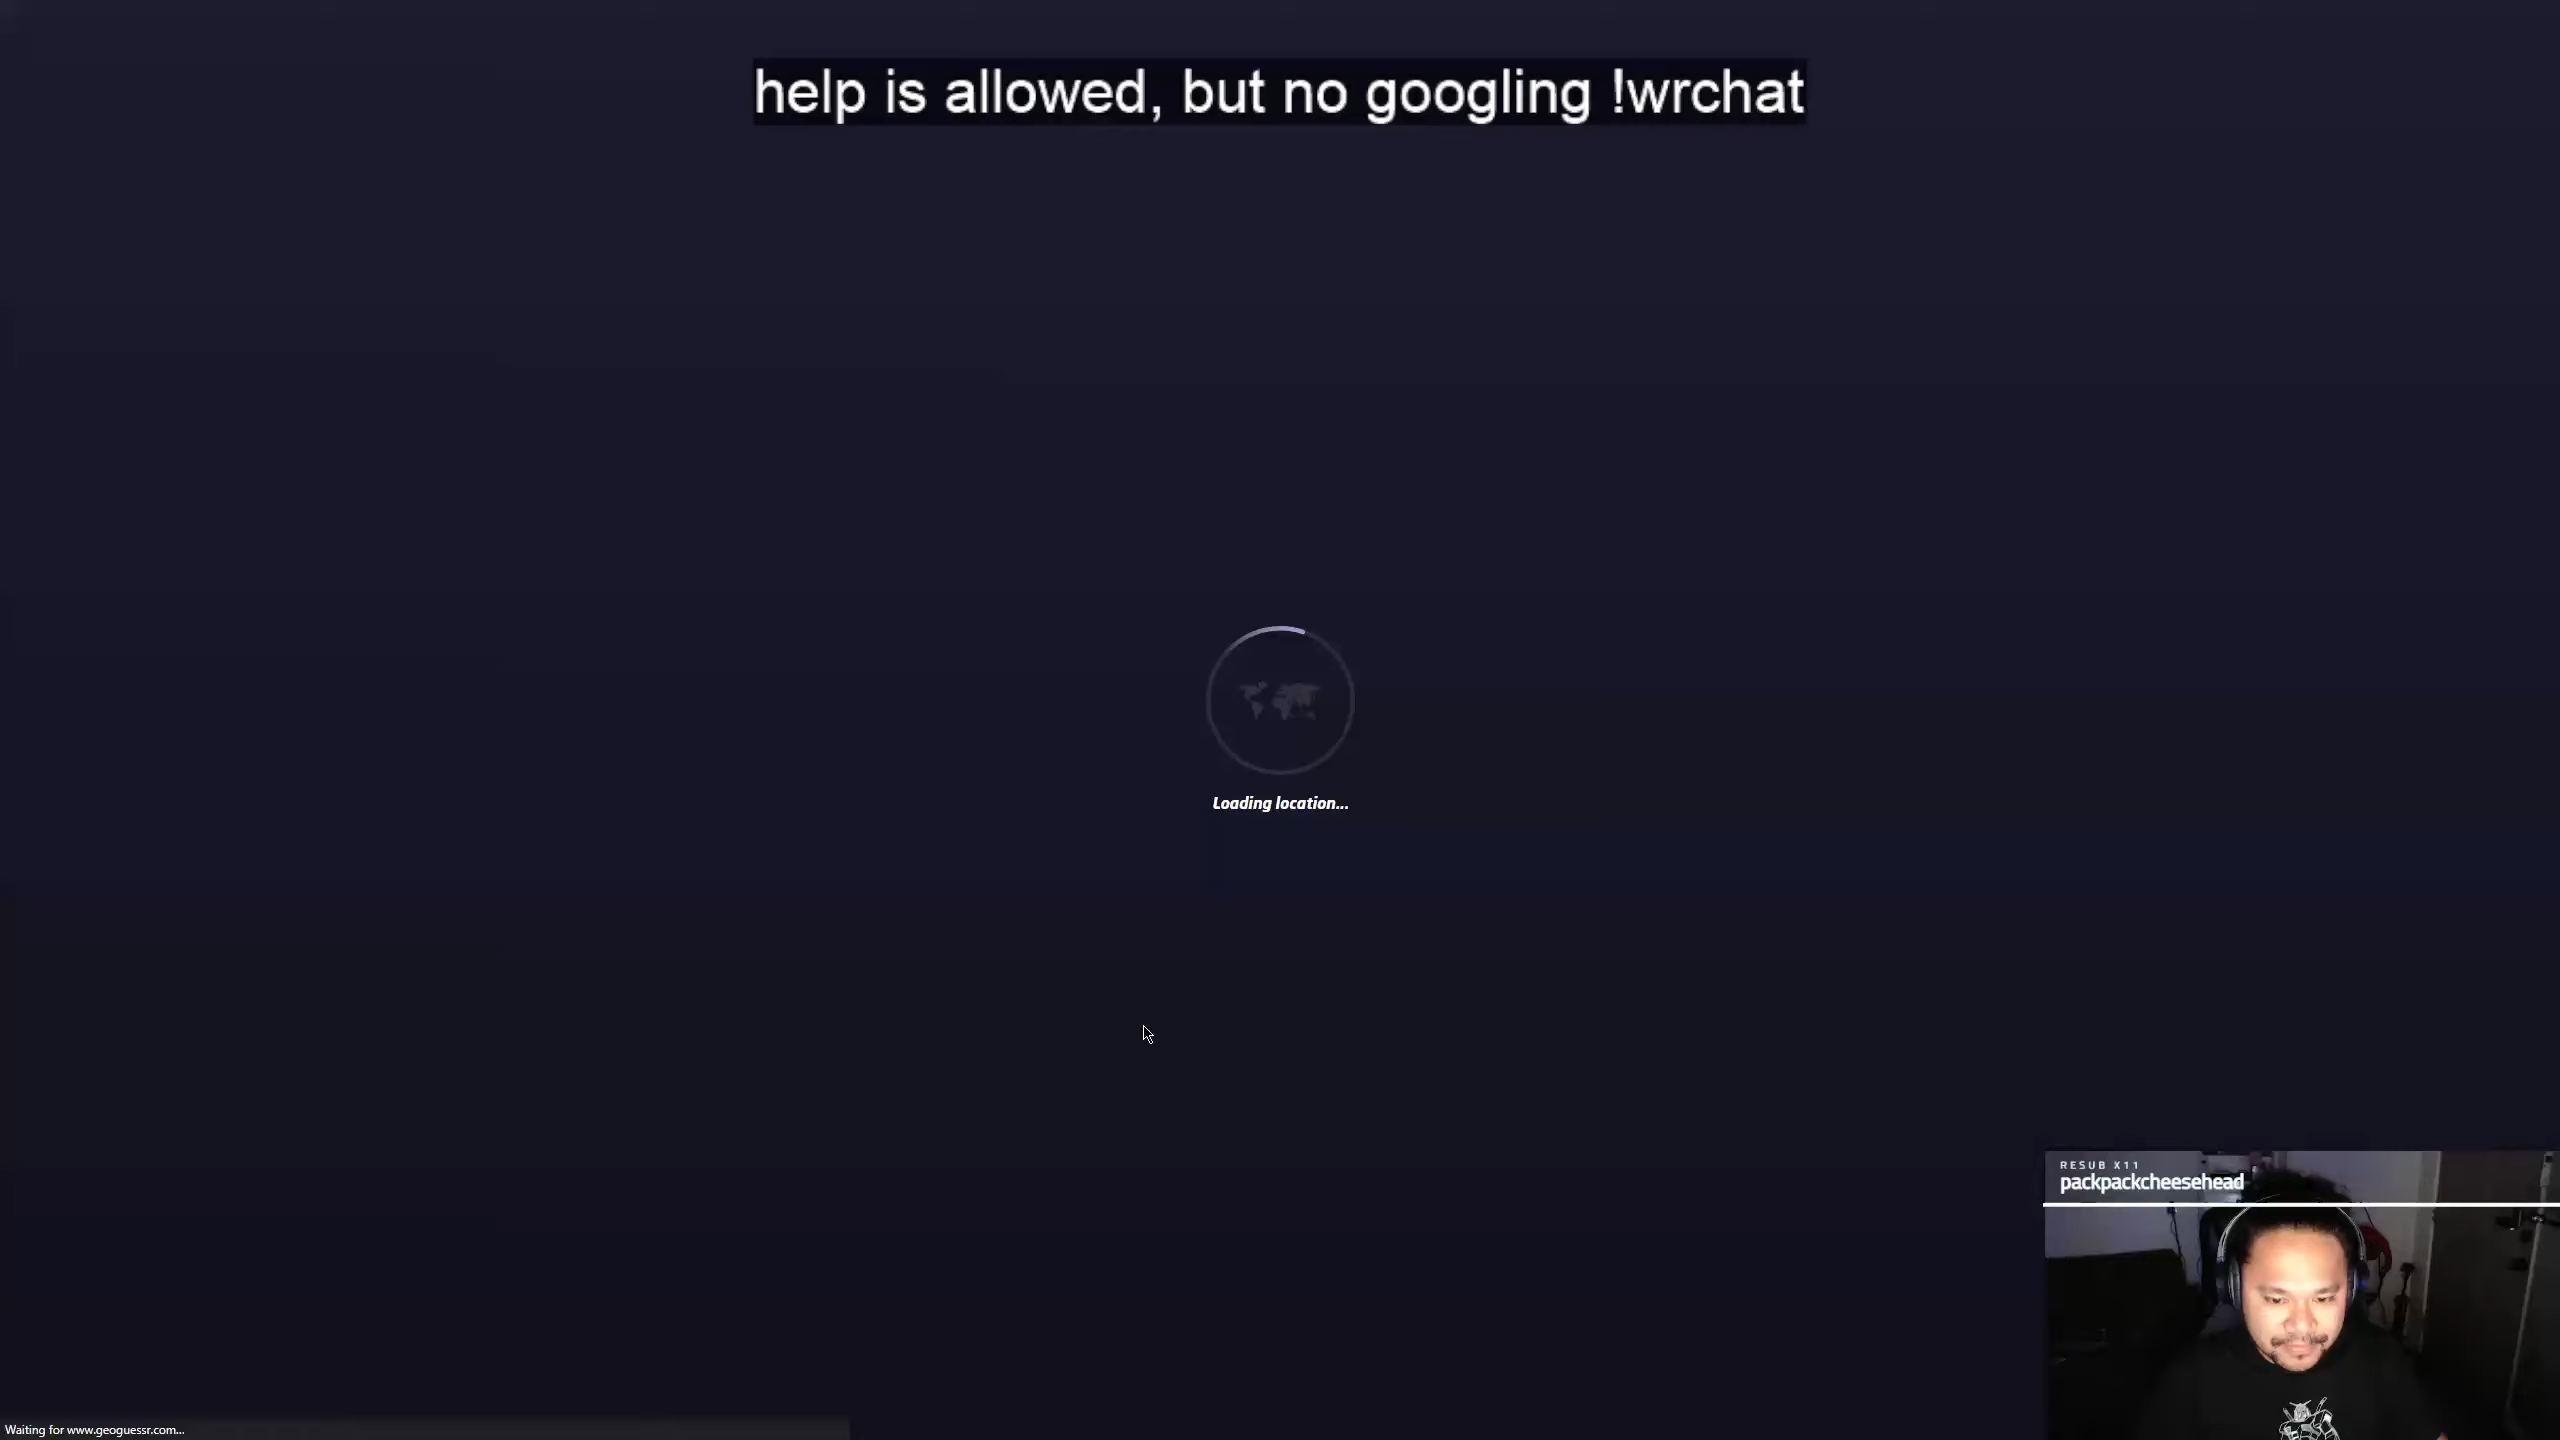 help is allowed, but no googling !wrchat
Loading location...
RESUB X11
packpackcheesehead
Waiting for www.geoguessr.com...